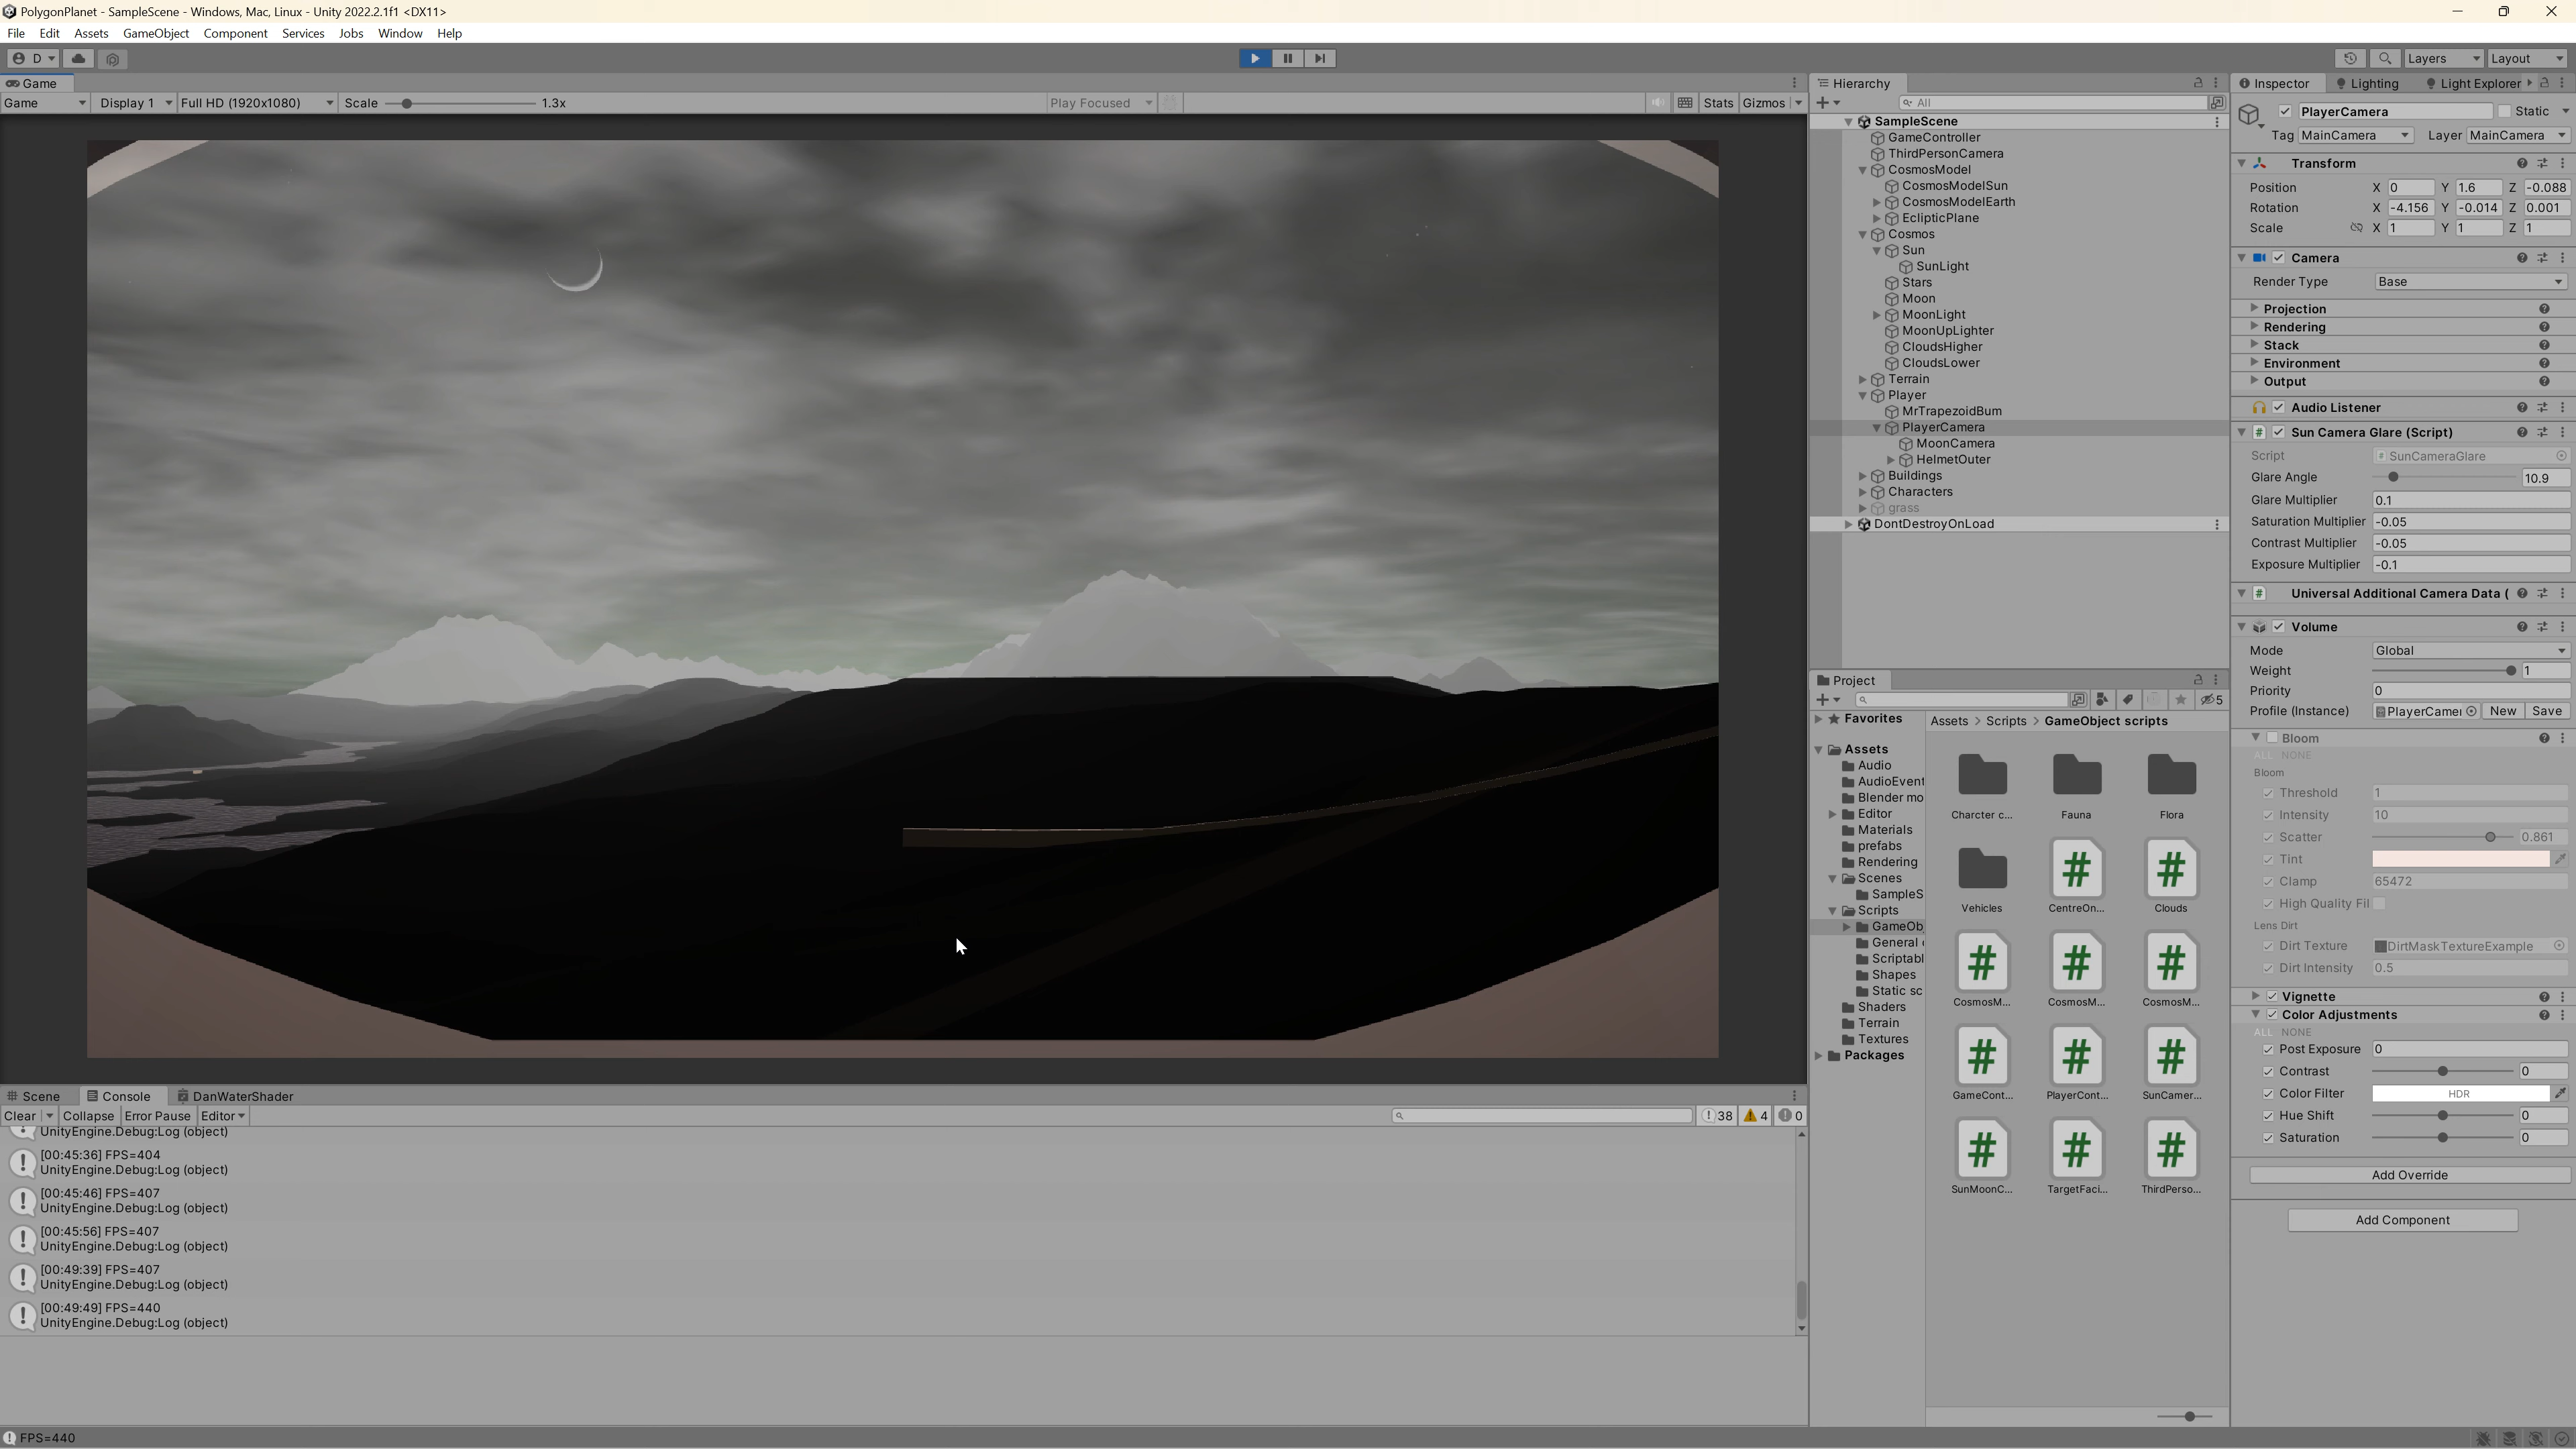 PolygonPlanet - SampleScene - Windows, Mac, Linux - Unity 2022.2.1f1 <DX11>
File Edit Assets GameObject Component Services Jobs Window Help
D Layers Layout
Game
Game Display 1 Full HD (1920x1080) Scale 1.3x Play Focused Stats Gizmos
Hierarchy
All
SampleScene
GameController
ThirdPersonCamera
CosmosModel
CosmosModelSun
CosmosModelEarth
EclipticPlane
Cosmos
Sun
SunLight
Stars
Moon
MoonLight
MoonUpLighter
CloudsHigher
CloudsLower
Terrain
Player
MrTrapezoidBum
PlayerCamera
MoonCamera
HelmetOuter
Buildings
Characters
grass
DontDestroyOnLoad
Project
5
Favorites
Assets
Audio
AudioEvent
Blender mo
Editor
Materials
prefabs
Rendering
Scenes
SampleS
Scripts
GameOb
General
Scriptabl
Shapes
Static sc
Shaders
Terrain
Textures
Packages
Assets > Scripts > GameObject scripts
Charcter c... Fauna Flora
Vehicles CentreOn... Clouds
CosmosM... CosmosM... CosmosM...
GameCont... PlayerCont... SunCamer...
SunMoonC... TargetFaci... ThirdPerso...
Inspector Lighting Light Explorer
PlayerCamera Static
Tag MainCamera Layer MainCamera
Transform
Position X 0 Y 1.6 Z -0.088
Rotation X -4.156 Y -0.014 Z 0.001
Scale X 1 Y 1 Z 1
Camera
Render Type Base
Projection
Rendering
Stack
Environment
Output
Audio Listener
# Sun Camera Glare (Script)
Script # SunCameraGlare
Glare Angle 10.9
Glare Multiplier 0.1
Saturation Multiplier -0.05
Contrast Multiplier -0.05
Exposure Multiplier -0.1
# Universal Additional Camera Data (
Volume
Mode Global
Weight 1
Priority 0
Profile (Instance) PlayerCamer New Save
Bloom
ALL NONE
Bloom
Threshold 1
Intensity 10
Scatter 0.861
Tint
Clamp 65472
High Quality Fil
Lens Dirt
Dirt Texture DirtMaskTextureExample
Dirt Intensity 0.5
Vignette
Color Adjustments
ALL NONE
Post Exposure 0
Contrast 0
Color Filter HDR
Hue Shift 0
Saturation 0
Add Override
Add Component
Scene Console DanWaterShader
Clear Collapse Error Pause Editor 38 4 0
UnityEngine.Debug:Log (object)
[00:45:36] FPS=404
UnityEngine.Debug:Log (object)
[00:45:46] FPS=407
UnityEngine.Debug:Log (object)
[00:45:56] FPS=407
UnityEngine.Debug:Log (object)
[00:49:39] FPS=407
UnityEngine.Debug:Log (object)
[00:49:49] FPS=440
UnityEngine.Debug:Log (object)
FPS=440